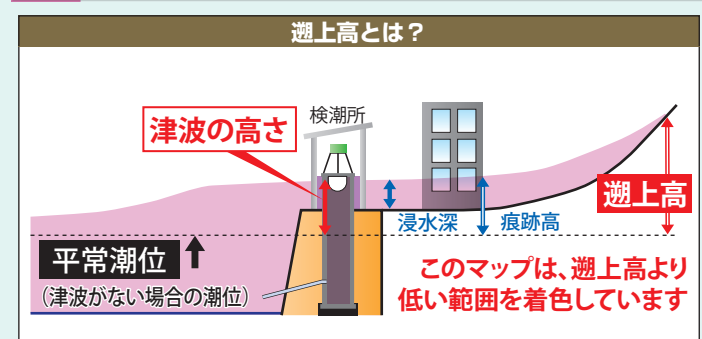 遡上高とは？
検潮所
津波の高さ
遡上高
浸水深
痕跡高
平常潮位
（津波がない場合の潮位）
このマップは、遡上高より
低い範囲を着色しています